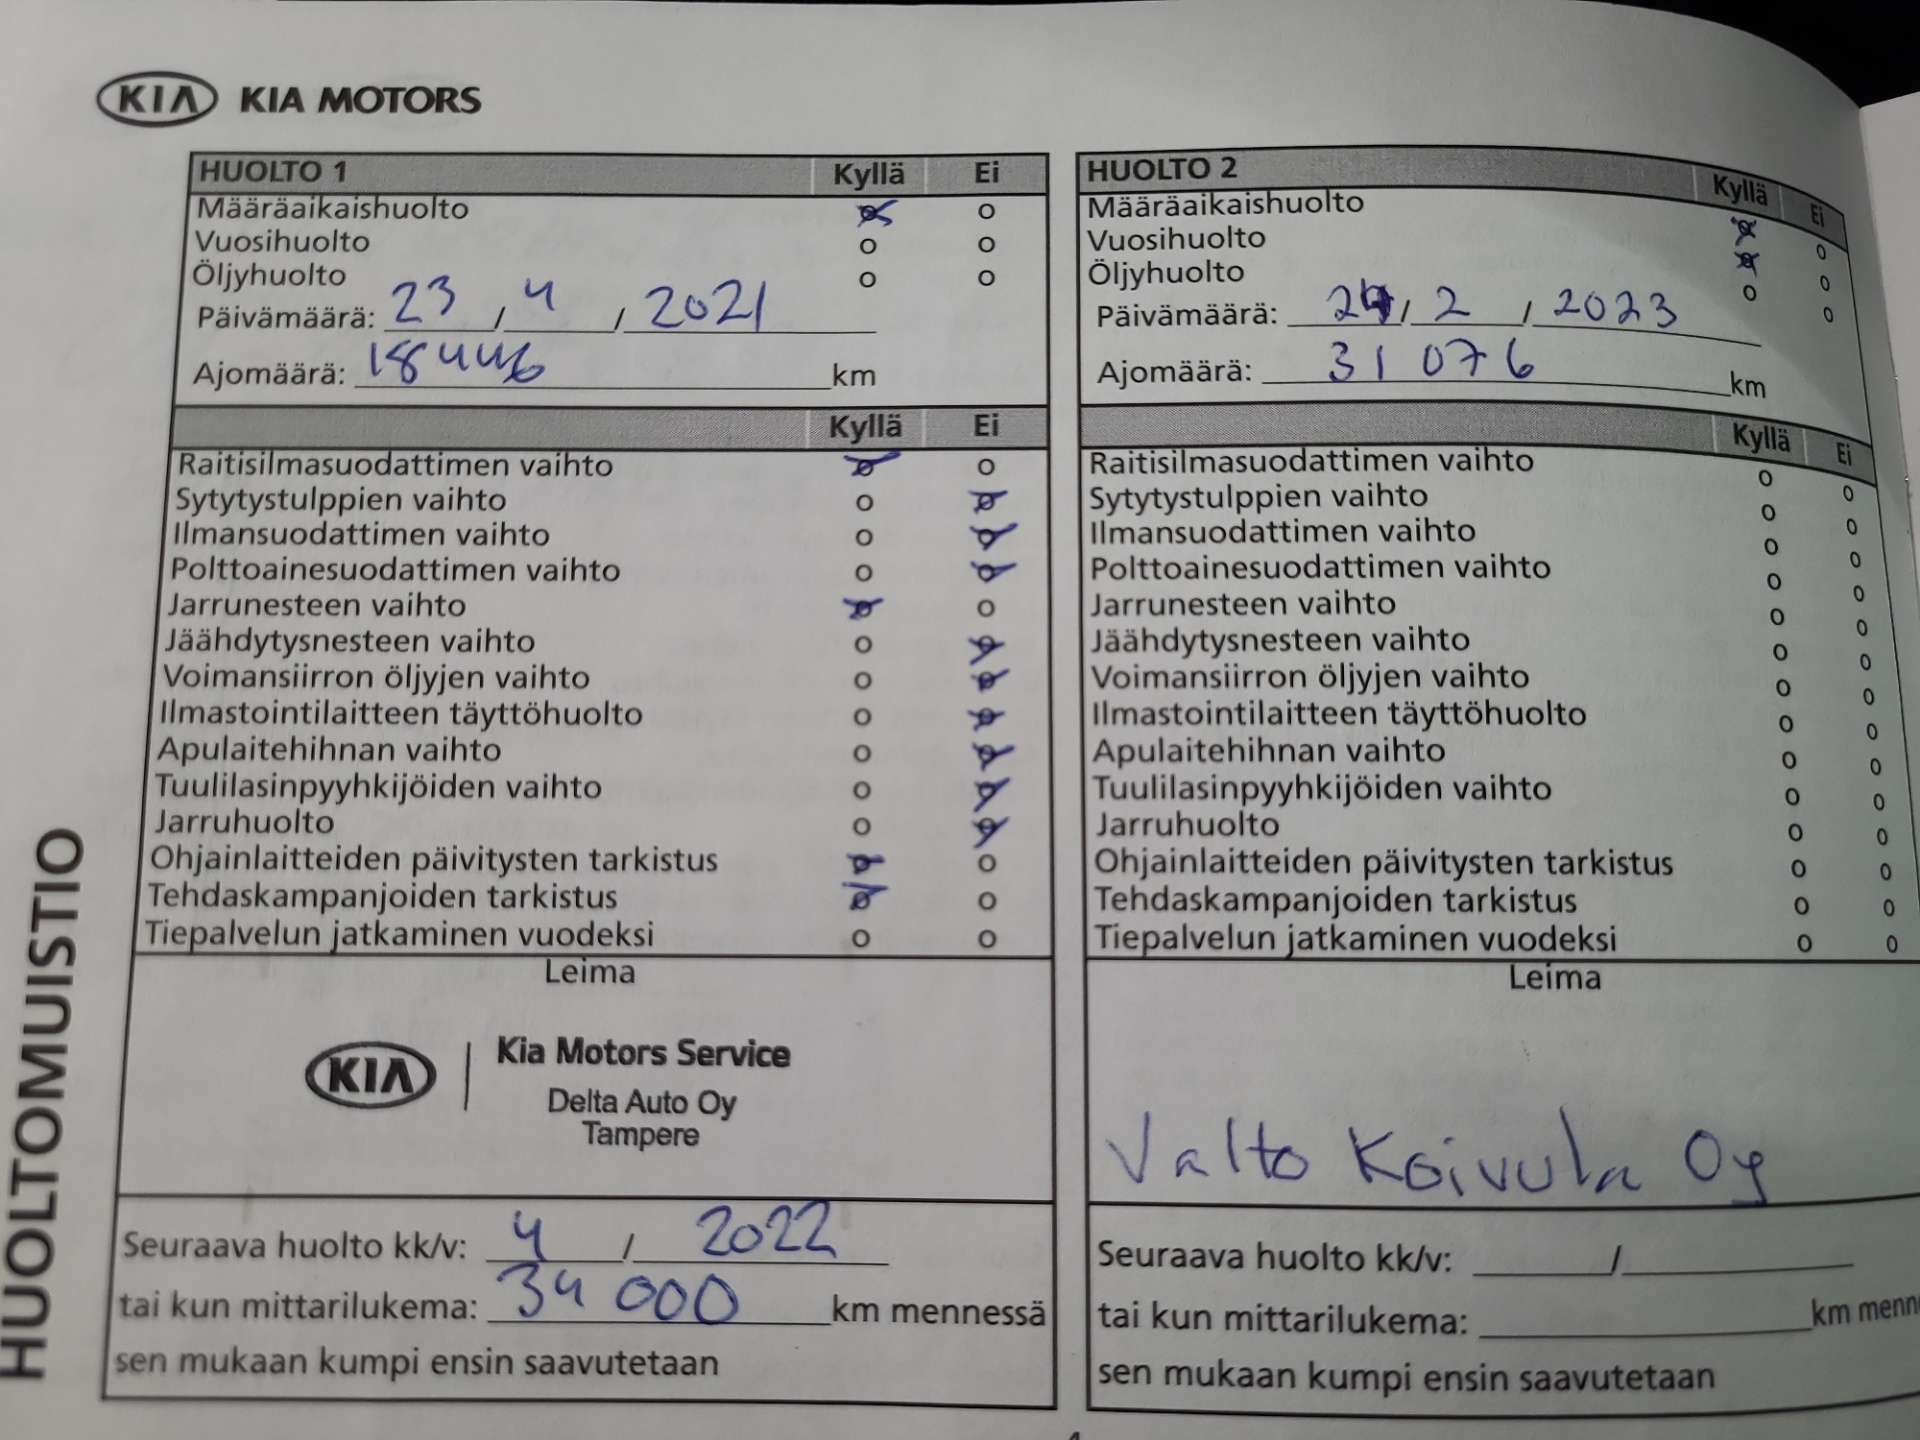 KIA KIA MOTORS
HUOLTOMUISTIO
HUOLTO 1 Kyllä Ei
Määräaikaishuolto
Vuosihuolto
Öljyhuolto
Päivämäärä: 23 / 4 / 2021
Ajomäärä: 18446 km
Kyllä Ei
Raitisilmasuodattimen vaihto
Sytytystulppien vaihto
Ilmansuodattimen vaihto
Polttoainesuodattimen vaihto
Jarrunesteen vaihto
Jäähdytysnesteen vaihto
Voimansiirron öljyjen vaihto
Ilmastointilaitteen täyttöhuolto
Apulaitehihnan vaihto
Tuulilasinpyyhkijöiden vaihto
Jarruhuolto
Ohjainlaitteiden päivitysten tarkistus
Tehdaskampanjoiden tarkistus
Tiepalvelun jatkaminen vuodeksi
Leima
KIA Kia Motors Service
Delta Auto Oy
Tampere
Seuraava huolto kk/v: 4 / 2022
tai kun mittarilukema: 34 000 km mennessä
sen mukaan kumpi ensin saavutetaan
HUOLTO 2 Kyllä Ei
Määräaikaishuolto
Vuosihuolto
Öljyhuolto
Päivämäärä: / 2 / 2023
Ajomäärä: 31 076 km
Kyllä Ei
Raitisilmasuodattimen vaihto
Sytytystulppien vaihto
Ilmansuodattimen vaihto
Polttoainesuodattimen vaihto
Jarrunesteen vaihto
Jäähdytysnesteen vaihto
Voimansiirron öljyjen vaihto
Ilmastointilaitteen täyttöhuolto
Apulaitehihnan vaihto
Tuulilasinpyyhkijöiden vaihto
Jarruhuolto
Ohjainlaitteiden päivitysten tarkistus
Tehdaskampanjoiden tarkistus
Tiepalvelun jatkaminen vuodeksi
Leima
Valto Koivula Oy
Seuraava huolto kk/v: /
tai kun mittarilukema: km
sen mukaan kumpi ensin saavutetaan